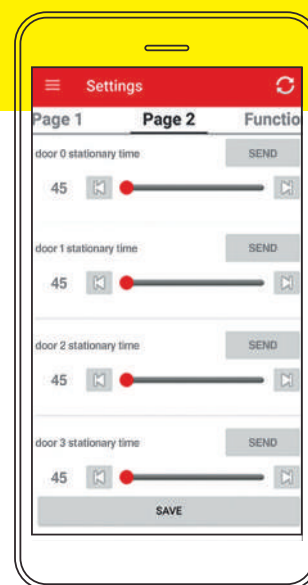 Settings
Page 1 Page 2 Functio
door 0 stationary time SEND
45
door 1 stationary time SEND
45
door 2 stationary time SEND
45
door 3 stationary time SEND
45
SAVE